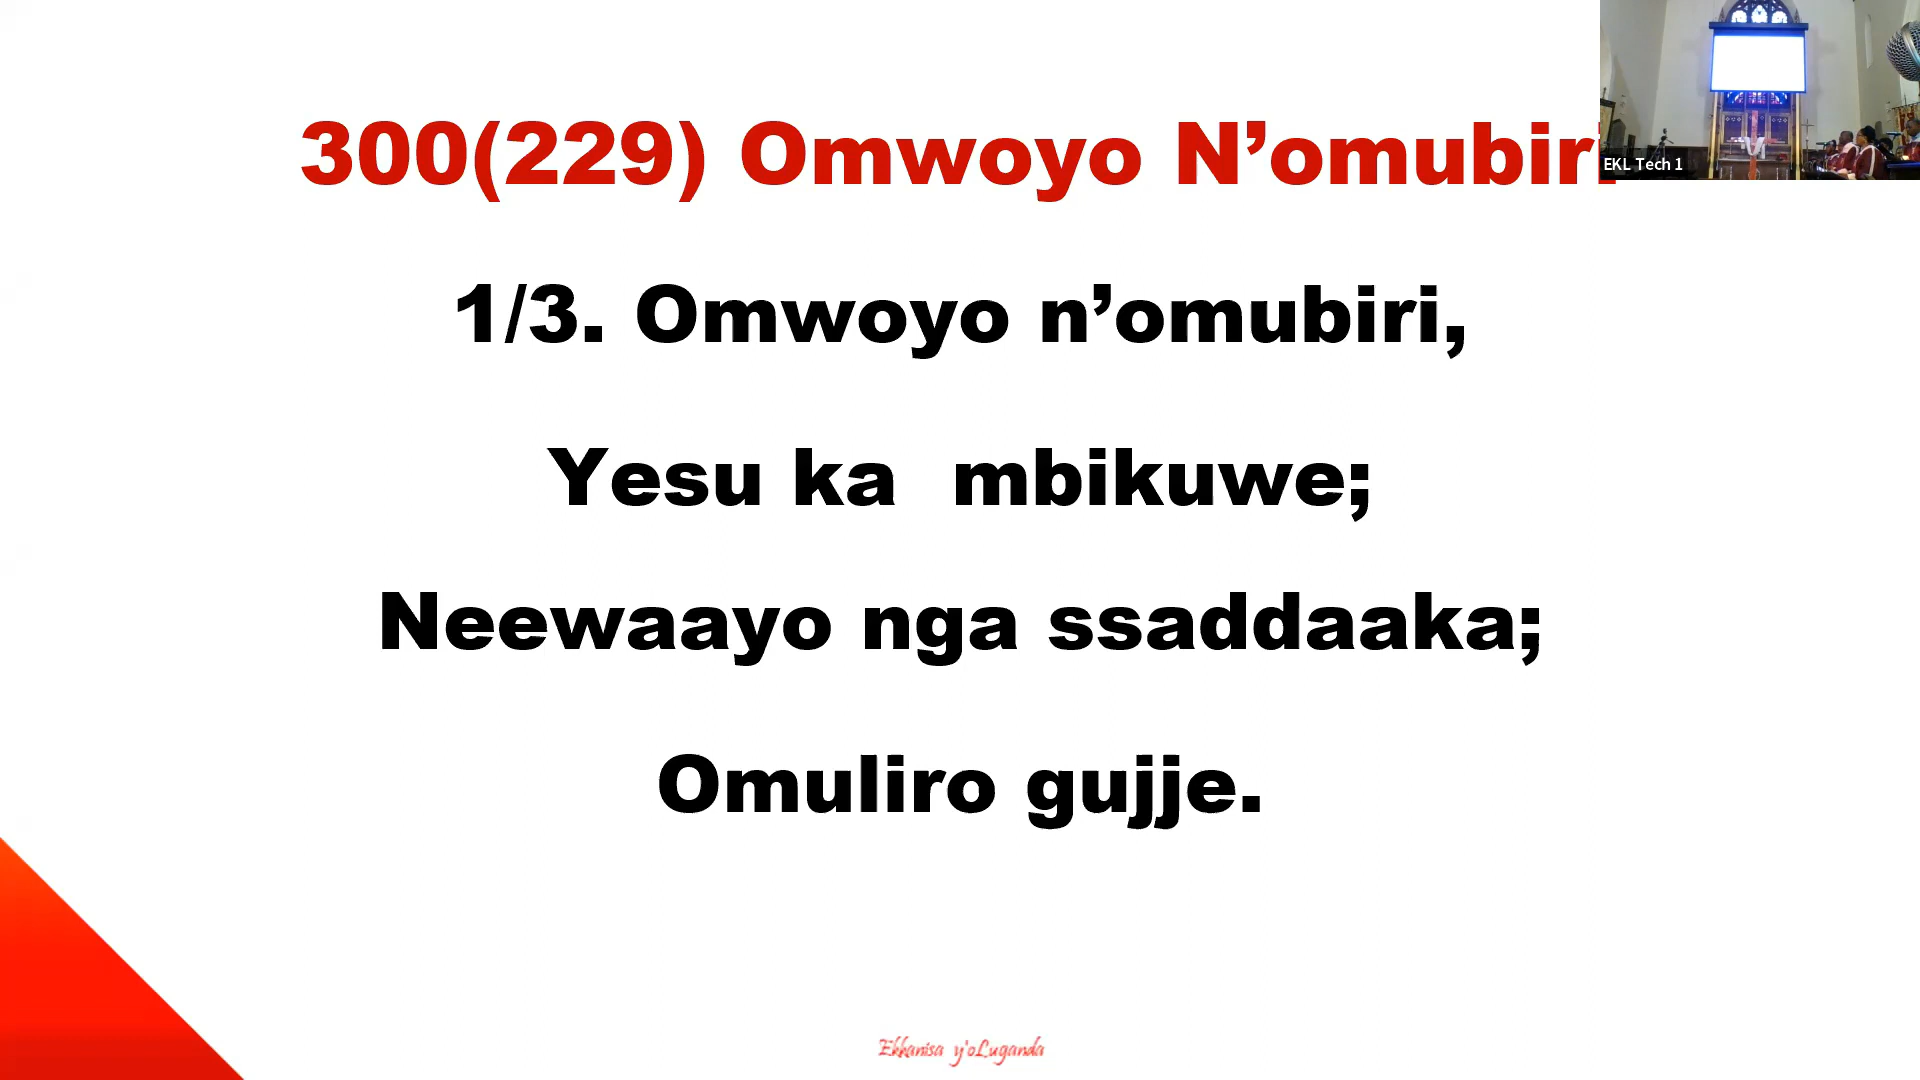 300(229) Omwoyo N’omubiri
EKL Tech 1
1/3. Omwoyo n’omubiri,
Yesu ka  mbikuwe;
Neewaayo nga ssaddaaka;
Omuliro gujje.
Ekkanisa y'oLuganda